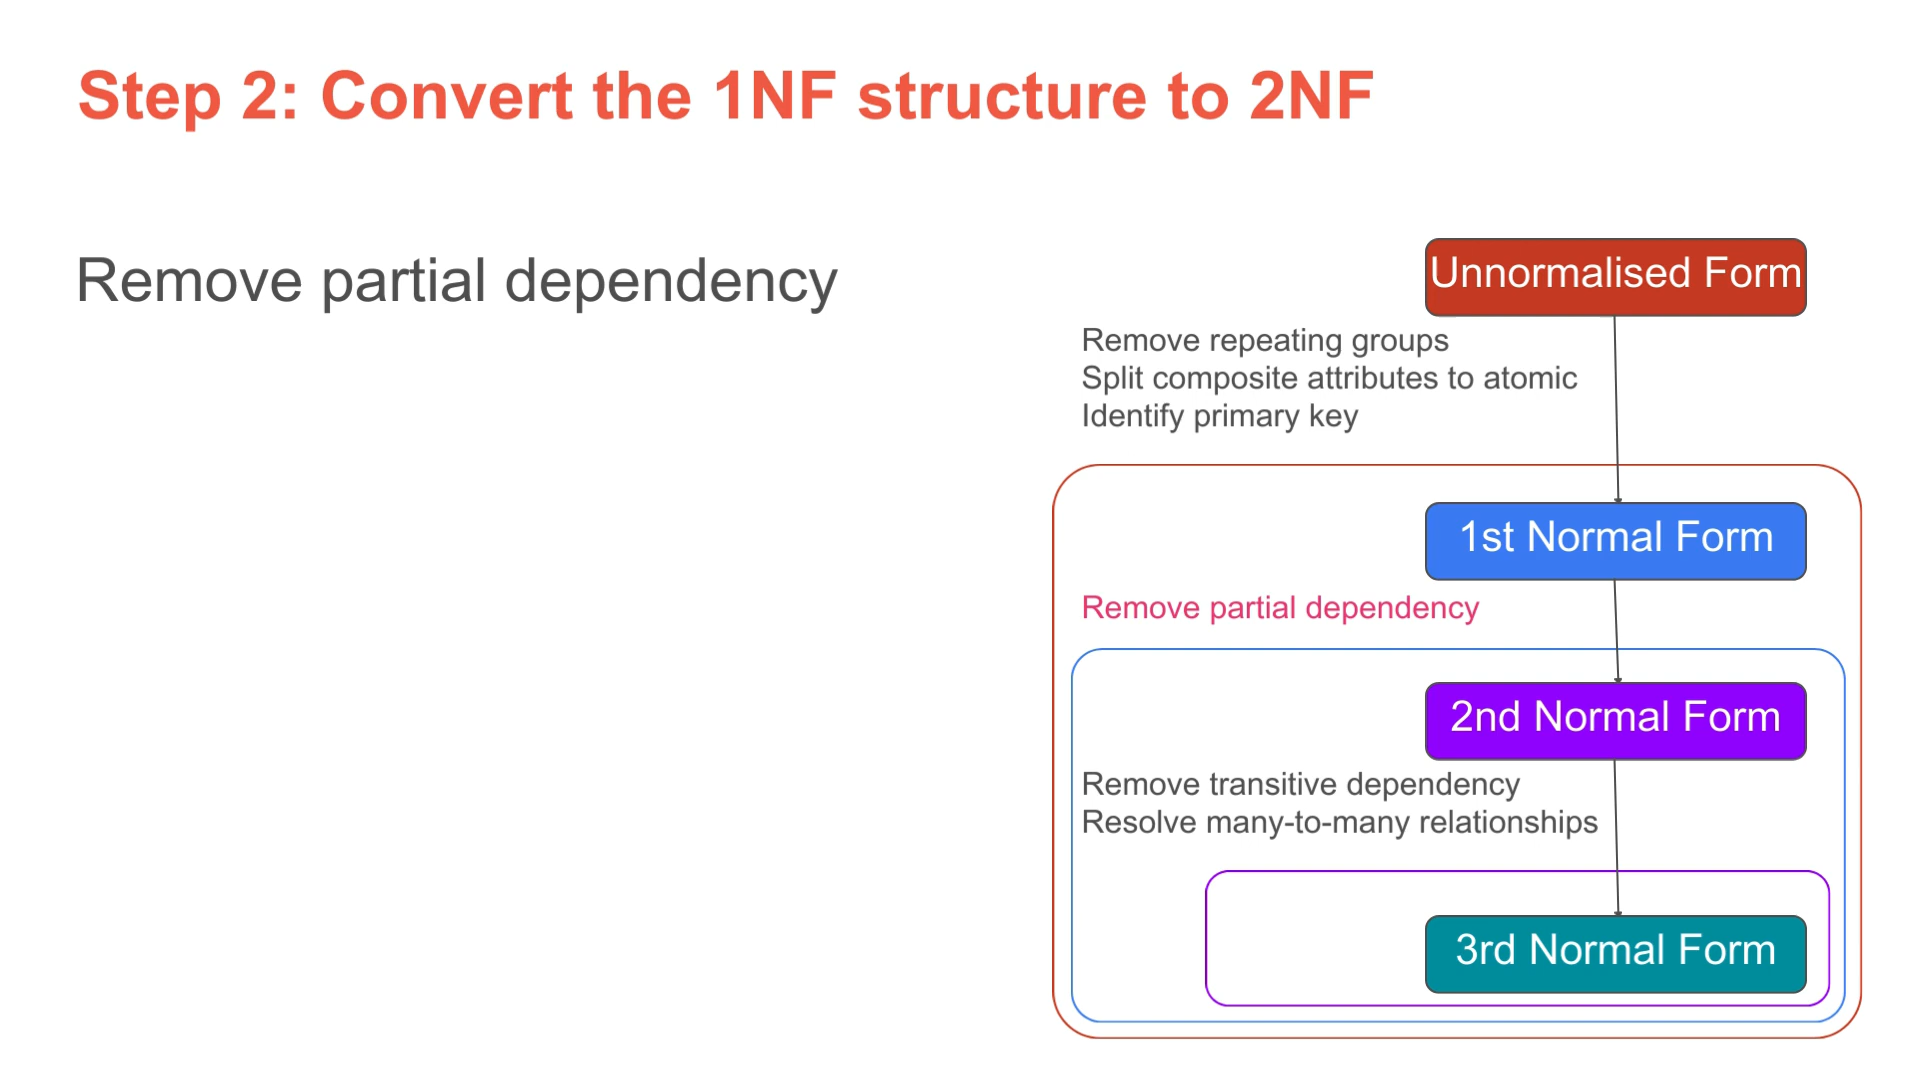 Step 2: Convert the 1NF structure to 2NF
Remove partial dependency
Unnormalised Form
Remove repeating groups
Split composite attributes to atomic
Identify primary key
1st Normal Form
Remove partial dependency
2nd Normal Form
Remove transitive dependency
Resolve many-to-many relationships
3rd Normal Form